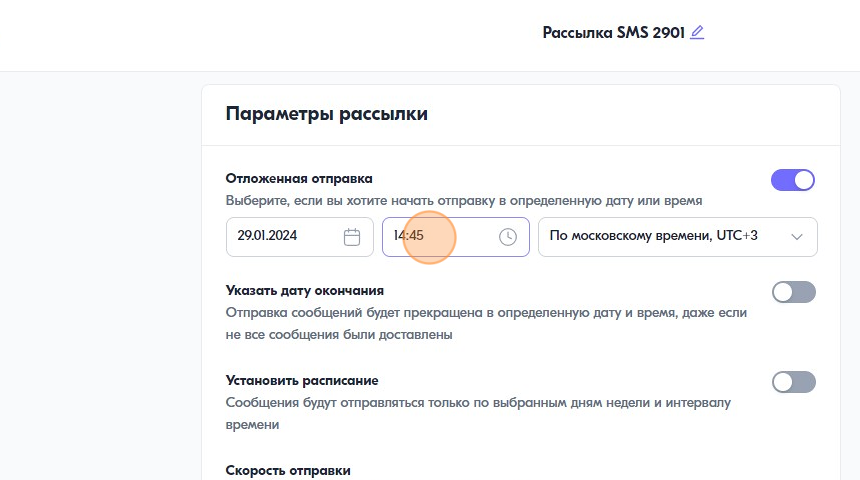 Рассылка SMS 2901
Параметры рассылки
Отложенная отправка
Выберите, если вы хотите начать отправку в определенную дату или время
29.01.2024
14:45
По московскому времени, UTC+3
Указать дату окончания
Отправка сообщений будет прекращена в определенную дату и время, даже если
не все сообщения были доставлены
Установить расписание
Сообщения будут отправляться только по выбранным дням недели и интервалу
времени
Скорость отправки